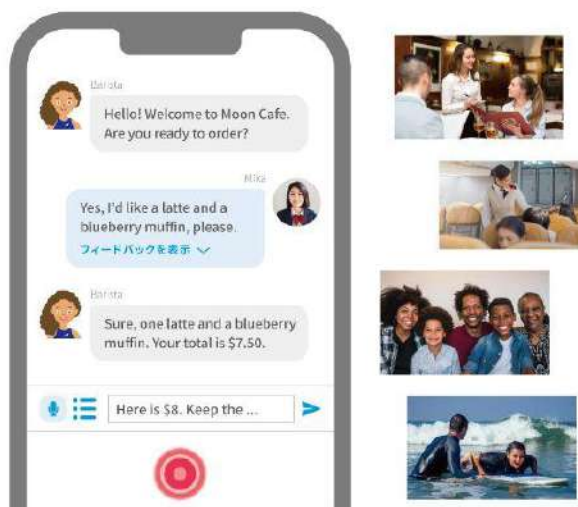 Barista
Hello! Welcome to Moon Cafe.
Are you ready to order?
Mika
Yes, I'd like a latte and a
blueberry muffin, please.
フィードバックを表示
Barista
Sure, one latte and a blueberry
muffin. Your total is $7.50.
Here is $8. Keep the ...